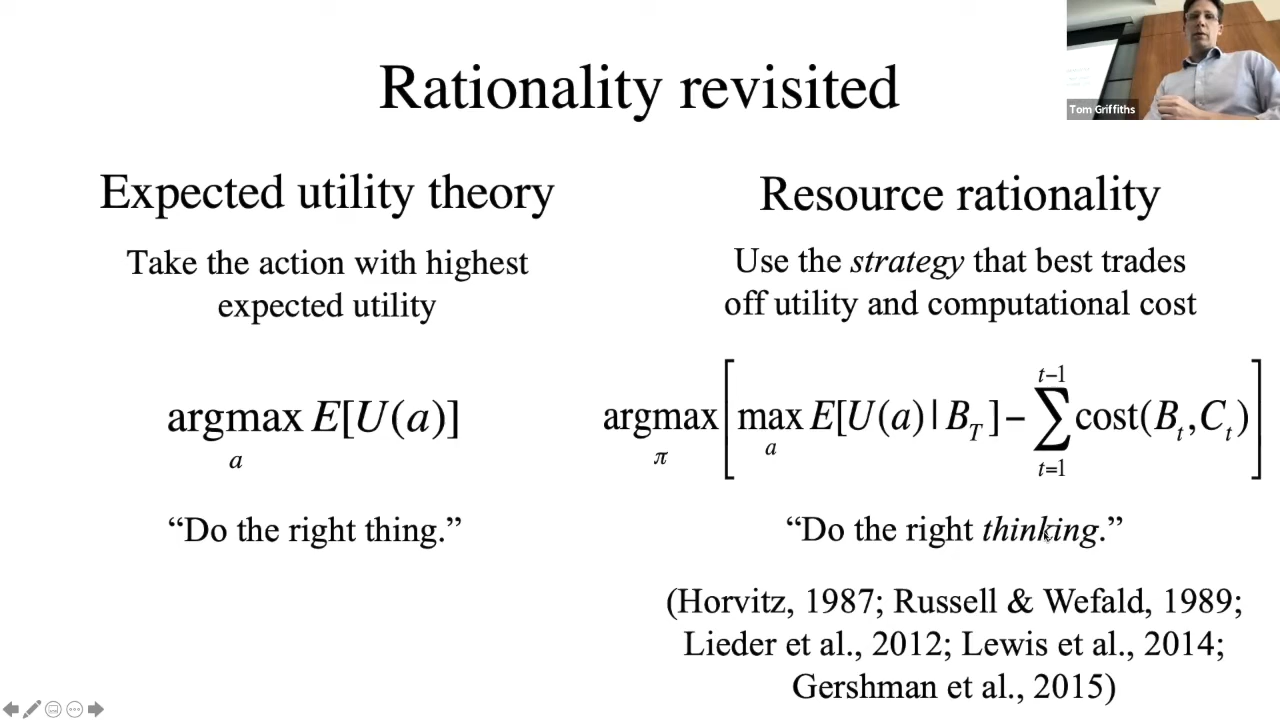 Rationality revisited
Tom Griffiths
Expected utility theory
Take the action with highest
expected utility
argmax E[U(a)]
a
“Do the right thing.”
Resource rationality
Use the strategy that best trades
off utility and computational cost
t−1
argmax [ max E[U(a) | B_T ] − ∑ cost(B_t, C_t) ]
π a t=1
“Do the right thinking.”
(Horvitz, 1987; Russell & Wefald, 1989;
Lieder et al., 2012; Lewis et al., 2014;
Gershman et al., 2015)